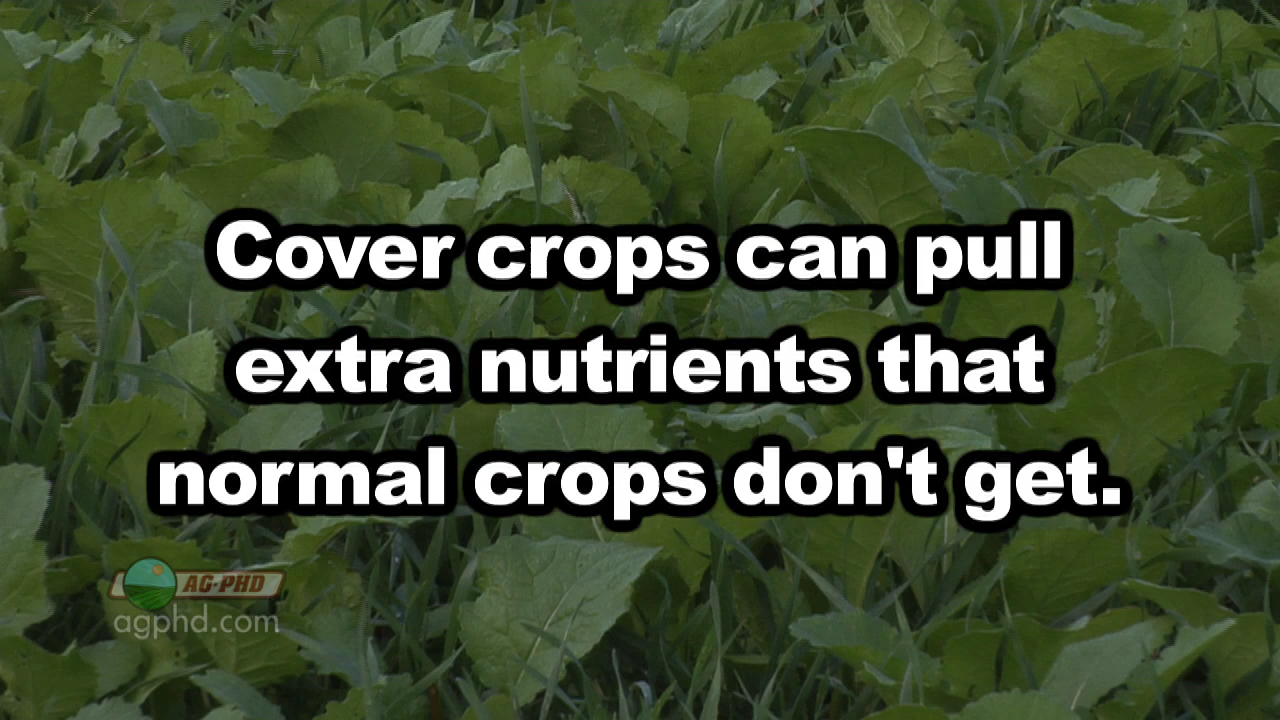 Cover crops can pull
extra nutrients that
normal crops don't get.
AG·PHD
agphd.com